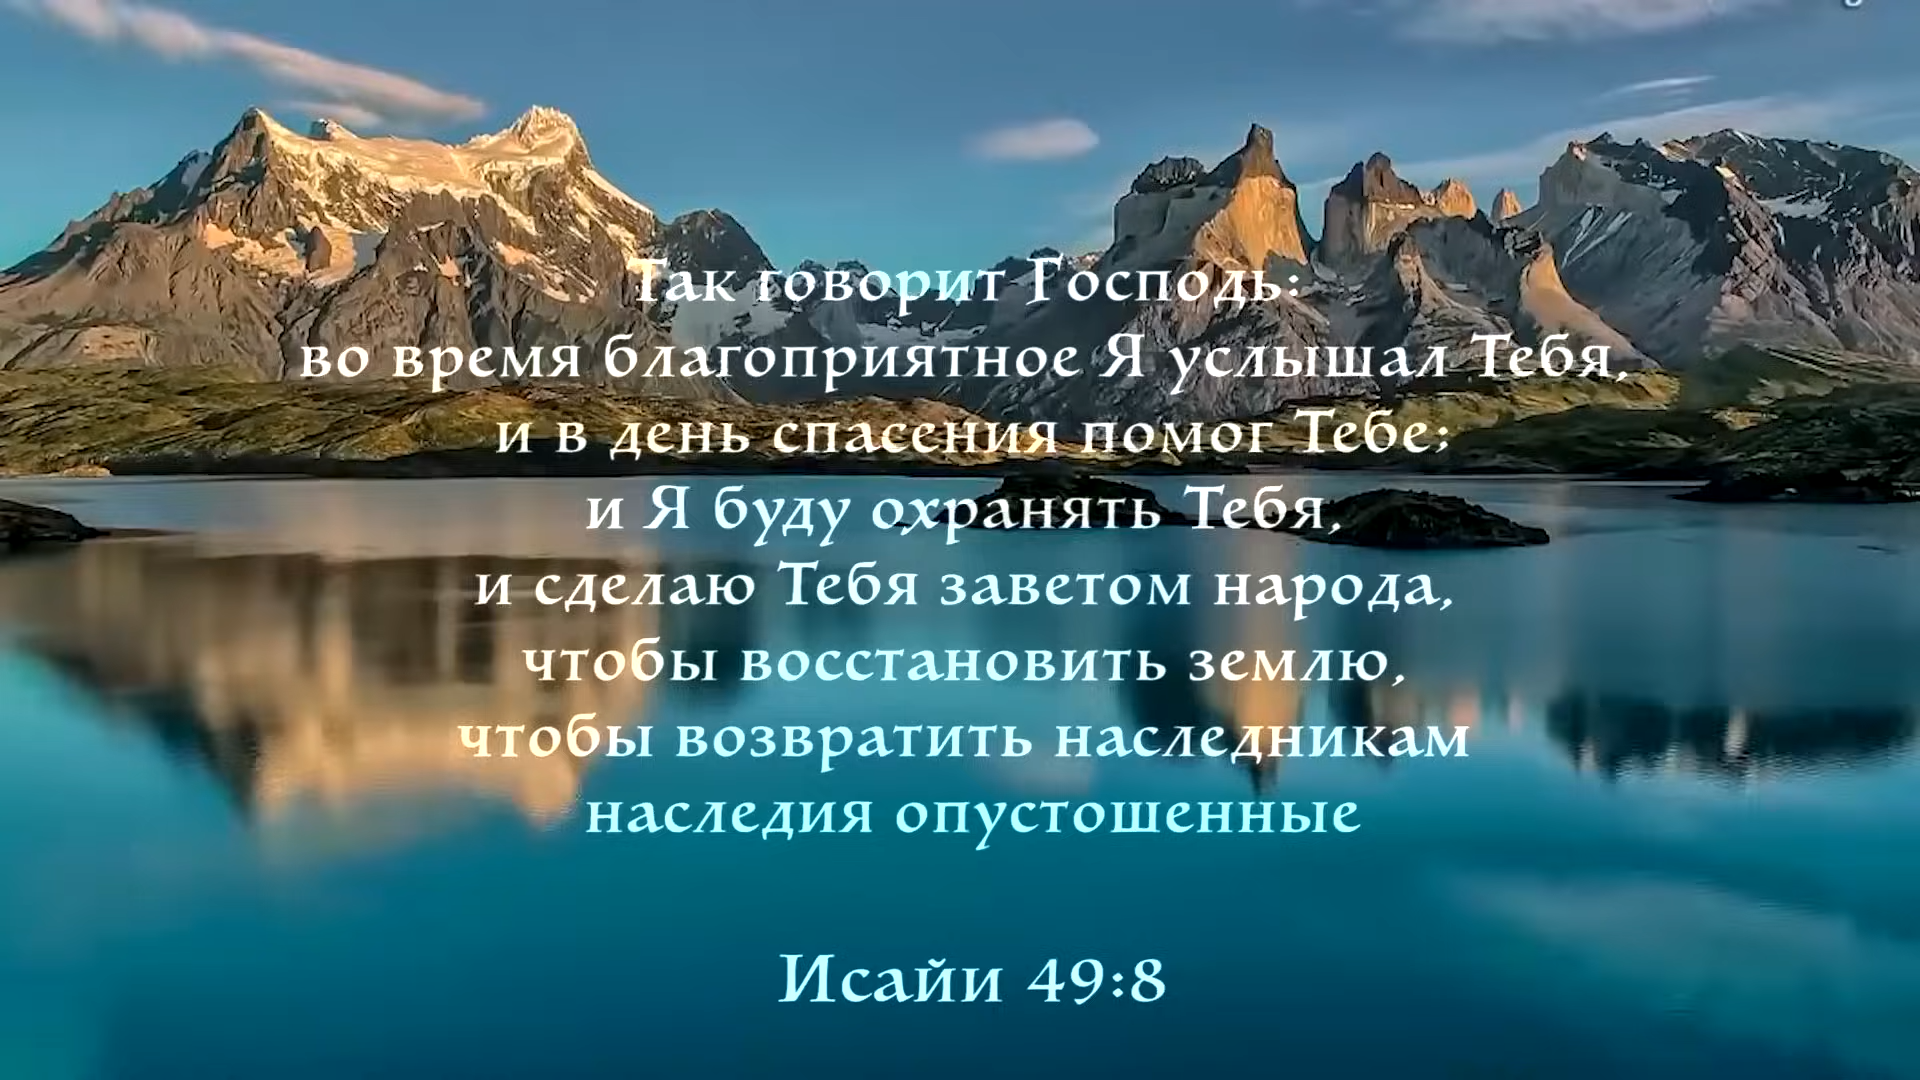 Так говорит Господь:
во время благоприятное Я услышал Тебя,
и в день спасения помог Тебе;
и Я буду охранять Тебя,
и сделаю Тебя заветом народа,
чтобы восстановить землю,
чтобы возвратить наследникам
наследия опустошенные
Исайи 49:8